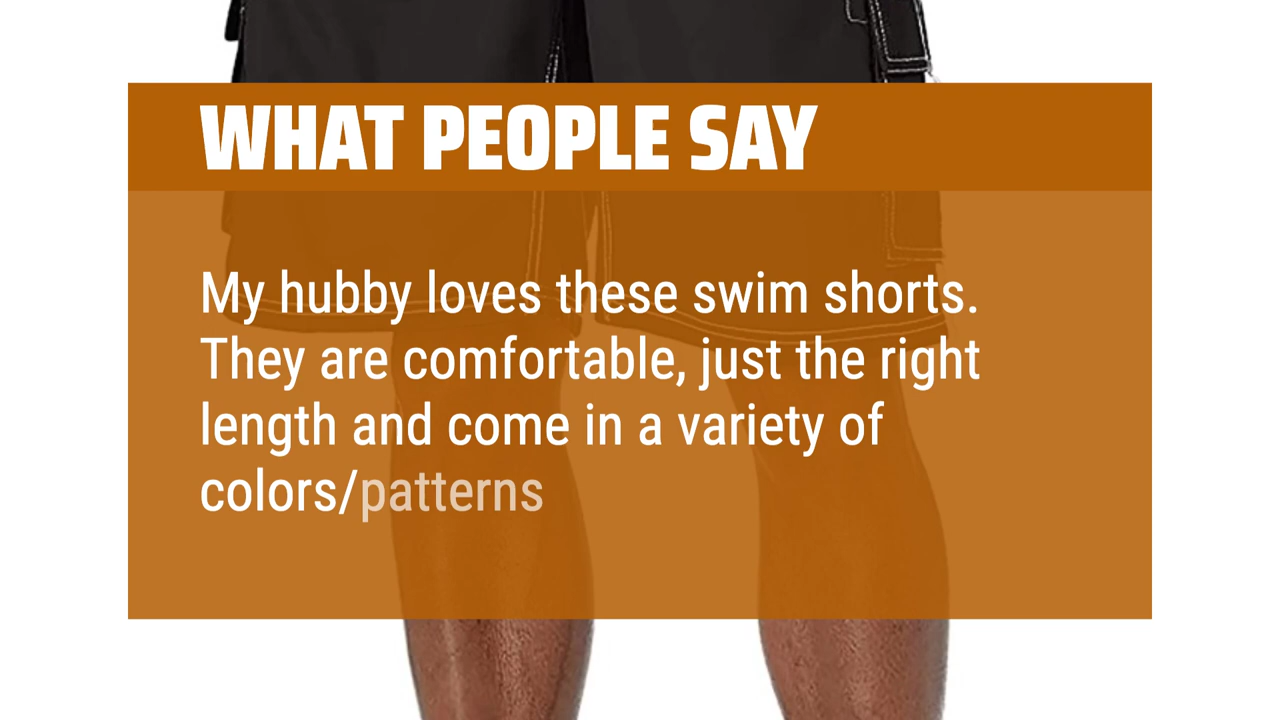 WHAT PEOPLE SAY
My hubby loves these swim shorts.
They are comfortable, just the right
length and come in a variety of
colors/patterns